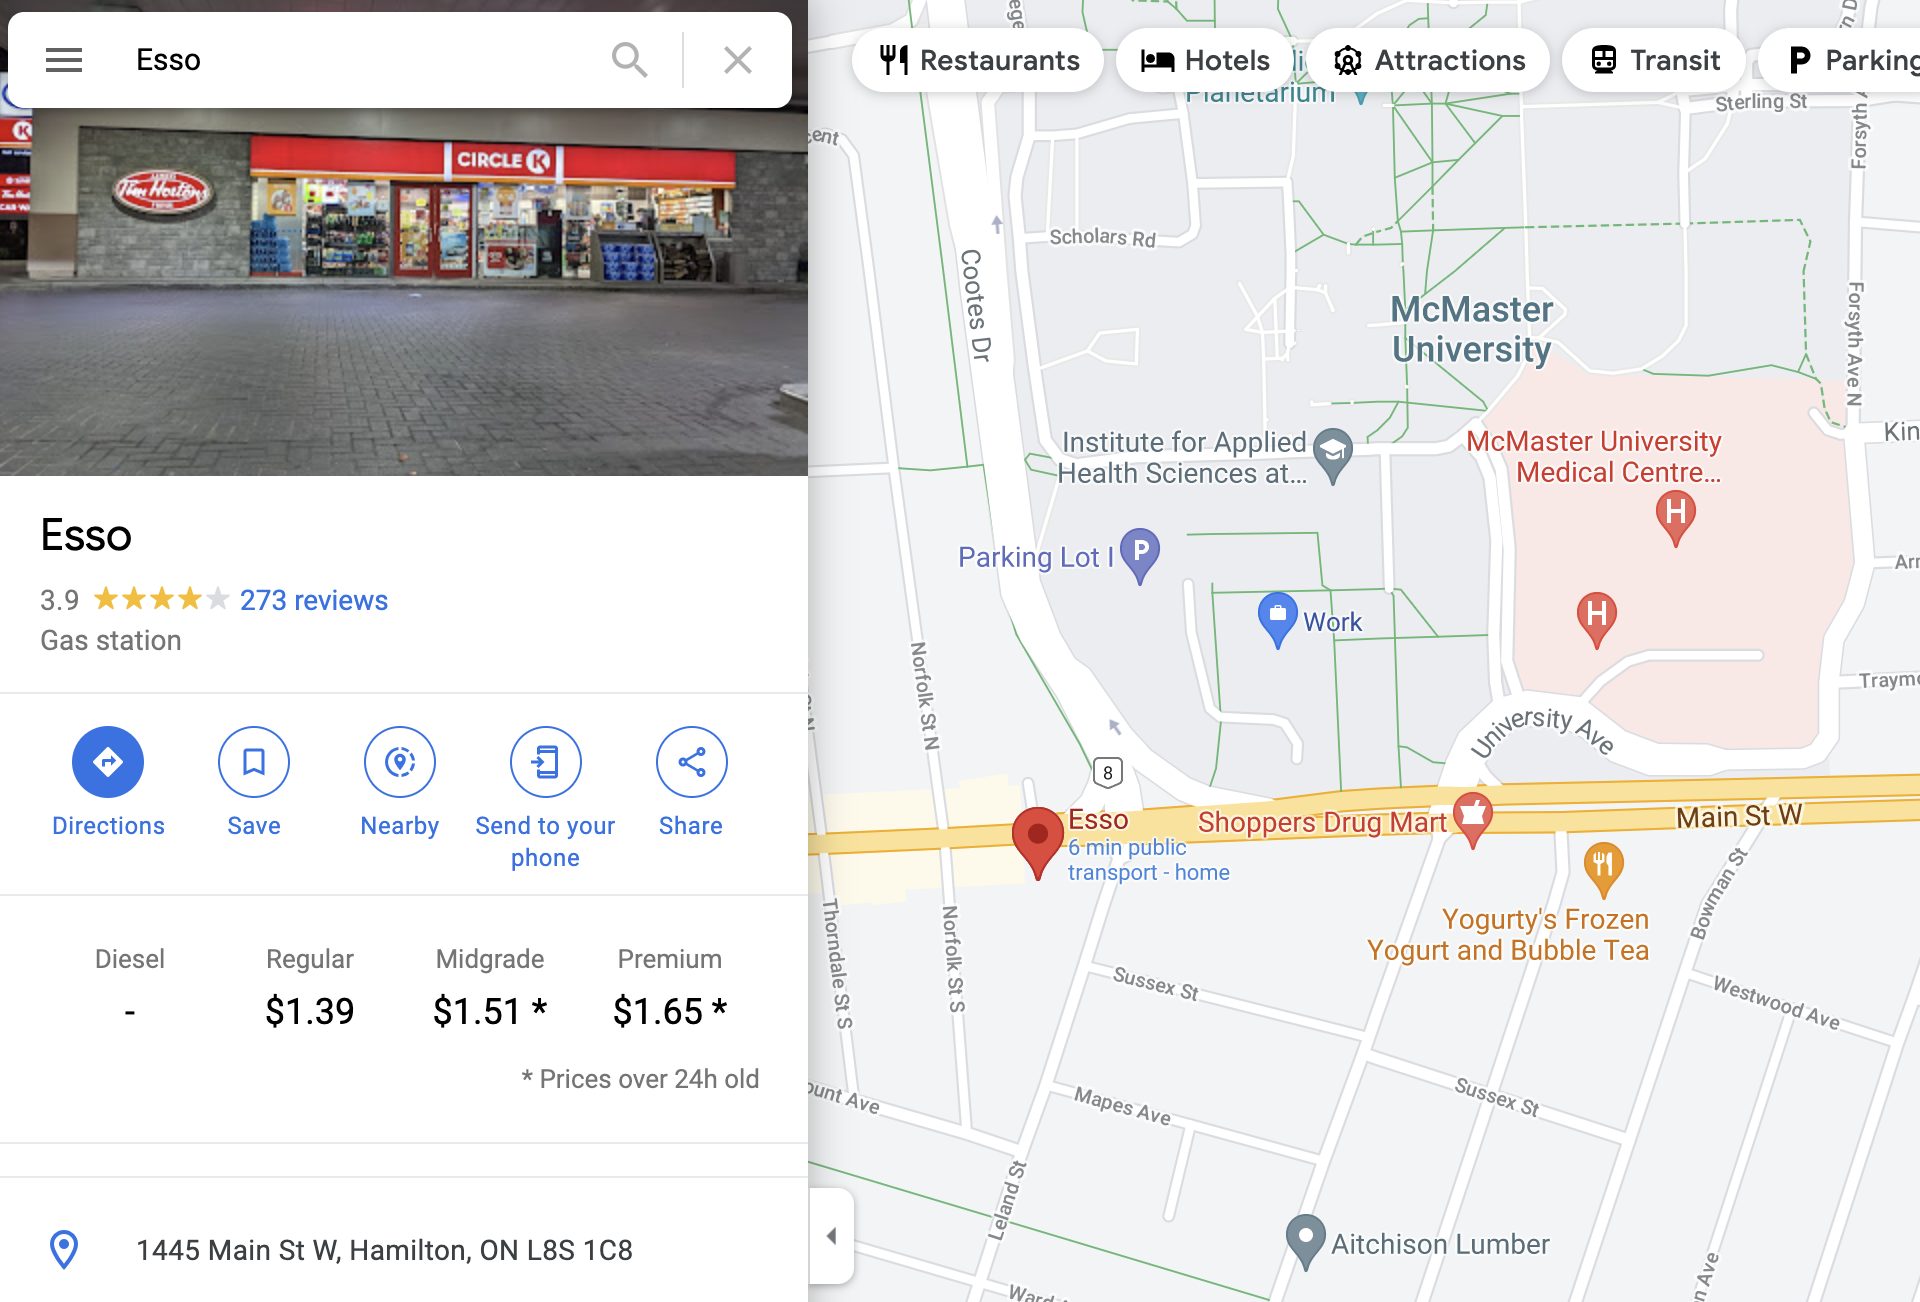 Esso
CIRCLE K
Tim Hortons
Esso
3.9
273 reviews
Gas station
Directions
Save
Nearby
Send to your
phone
Share
Diesel
Regular
Midgrade
Premium
-
$1.39
$1.51 *
$1.65 *
* Prices over 24h old
1445 Main St W, Hamilton, ON L8S 1C8
Restaurants
Hotels
Attractions
Transit
P Parking
Planetarium
Sterling St
Forsyth A
Scholars Rd
Cootes Dr
McMaster
University
Forsyth Ave N
Kin
Institute for Applied
Health Sciences at...
McMaster University
Medical Centre...
H
Parking Lot I
P
Work
H
Arn
Traymo
Norfolk St N
University Ave
8
Esso
6 min public
transport - home
Shoppers Drug Mart
Main St W
Yogurty's Frozen
Yogurt and Bubble Tea
Bowman St
Thorndale St S
Norfolk St S
Sussex St
Westwood Ave
ount Ave
Mapes Ave
Sussex St
Leland St
Aitchison Lumber
Ward
n Ave